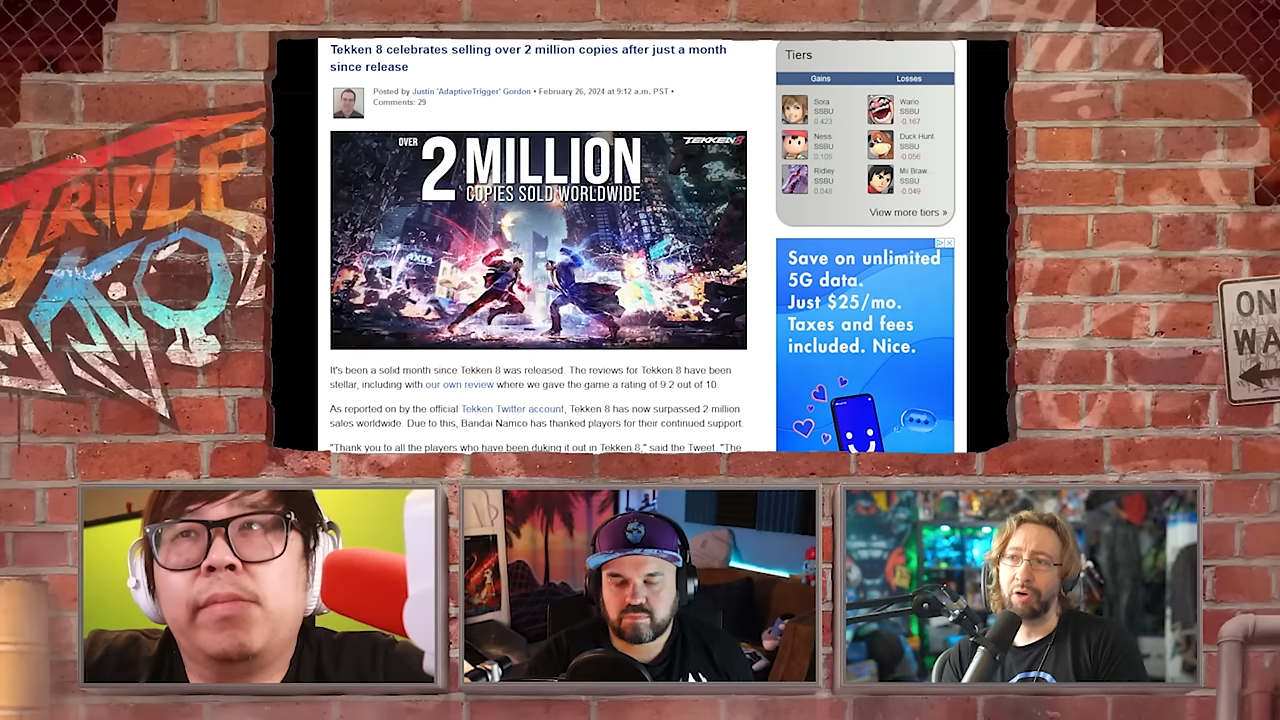 Tekken 8 celebrates selling over 2 million copies after just a month
since release
Posted by Justin 'AdaptiveTrigger' Gordon • February 26, 2024 at 9:12 a.m. PST •
Comments: 29
OVER
2 MILLION
COPIES SOLD WORLDWIDE
TEKKEN 8
It's been a solid month since Tekken 8 was released. The reviews for Tekken 8 have been
stellar, including with our own review where we gave the game a rating of 9.2 out of 10.
As reported on by the official Tekken Twitter account, Tekken 8 has now surpassed 2 million
sales worldwide. Due to this, Bandai Namco has thanked players for their continued support.
"Thank you to all the players who have been duking it out in Tekken 8," said the Tweet. "The
Tiers
Gains Losses
Sora
SSBU
0.423
Wario
SSBU
-0.167
Ness
SSBU
0.105
Duck Hunt
SSBU
-0.056
Ridley
SSBU
0.048
Mii Braw...
SSBU
-0.049
View more tiers »
Save on unlimited
5G data.
Just $25/mo.
Taxes and fees
included. Nice.
TRIPLE
KO